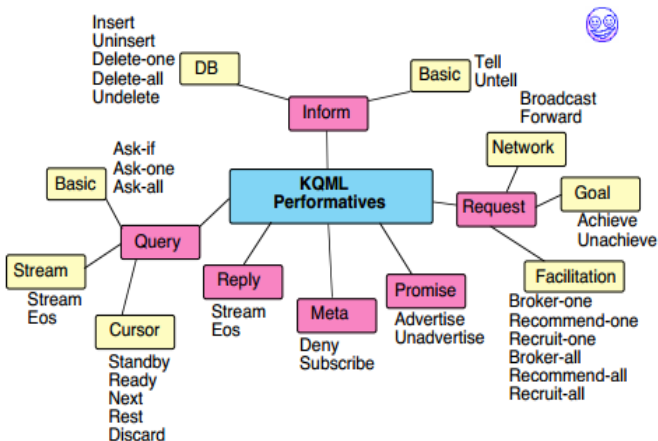 Insert
Uninsert
Delete-one
Delete-all
Undelete
DB
Basic
Tell
Untell
Inform
Broadcast
Forward
Network
Ask-if
Ask-one
Ask-all
Basic
KQML
Performatives
Request
Goal
Achieve
Unachieve
Query
Stream
Stream
Eos
Cursor
Standby
Ready
Next
Rest
Discard
Reply
Stream
Eos
Meta
Deny
Subscribe
Promise
Advertise
Unadvertise
Facilitation
Broker-one
Recommend-one
Recruit-one
Broker-all
Recommend-all
Recruit-all